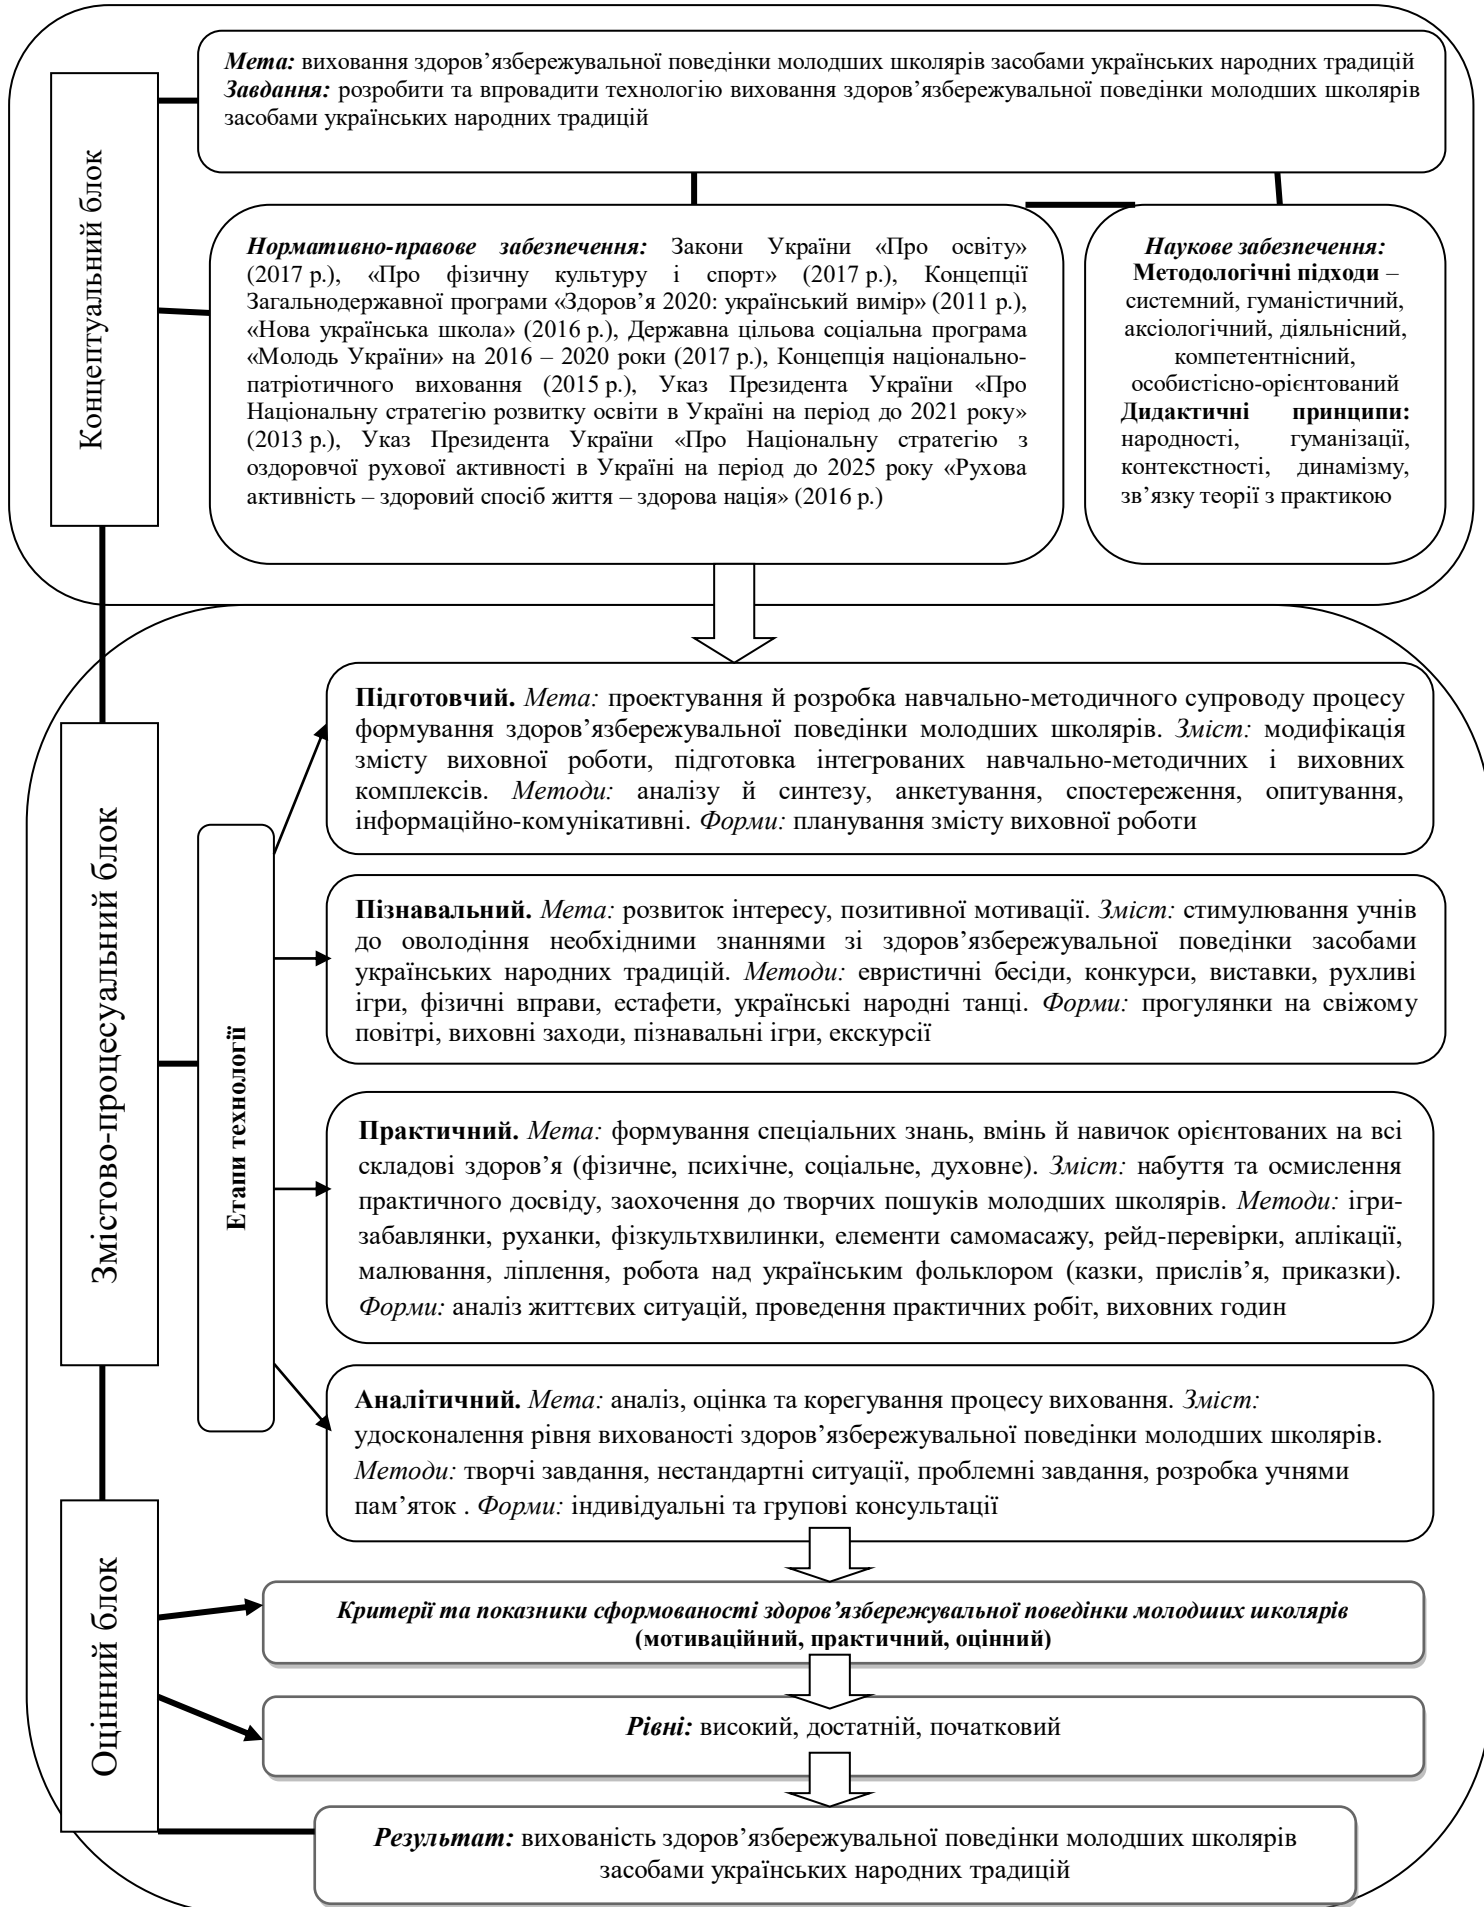 Концептуальний блок
Мета: виховання здоров’язбережувальної поведінки молодших школярів засобами українських народних традицій
Завдання: розробити та впровадити технологію виховання здоров’язбережувальної поведінки молодших школярів
засобами українських народних традицій
Нормативно-правове забезпечення: Закони України «Про освіту»
(2017 р.), «Про фізичну культуру і спорт» (2017 р.), Концепції
Загальнодержавної програми «Здоров’я 2020: український вимір» (2011 р.),
«Нова українська школа» (2016 р.), Державна цільова соціальна програма
«Молодь України» на 2016 – 2020 роки (2017 р.), Концепція національно-
патріотичного виховання (2015 р.), Указ Президента України «Про
Національну стратегію розвитку освіти в Україні на період до 2021 року»
(2013 р.), Указ Президента України «Про Національну стратегію з
оздоровчої рухової активності в Україні на період до 2025 року «Рухова
активність – здоровий спосіб життя – здорова нація» (2016 р.)
Наукове забезпечення:
Методологічні підходи –
системний, гуманістичний,
аксіологічний, діяльнісний,
компетентнісний,
особистісно-орієнтований
Дидактичні принципи:
народності, гуманізації,
контекстності, динамізму,
зв’язку теорії з практикою
Змістово-процесуальний блок
Етапи технології
Підготовчий. Мета: проектування й розробка навчально-методичного супроводу процесу
формування здоров’язбережувальної поведінки молодших школярів. Зміст: модифікація
змісту виховної роботи, підготовка інтегрованих навчально-методичних і виховних
комплексів. Методи: аналізу й синтезу, анкетування, спостереження, опитування,
інформаційно-комунікативні. Форми: планування змісту виховної роботи
Пізнавальний. Мета: розвиток інтересу, позитивної мотивації. Зміст: стимулювання учнів
до оволодіння необхідними знаннями зі здоров’язбережувальної поведінки засобами
українських народних традицій. Методи: евристичні бесіди, конкурси, виставки, рухливі
ігри, фізичні вправи, естафети, українські народні танці. Форми: прогулянки на свіжому
повітрі, виховні заходи, пізнавальні ігри, екскурсії
Практичний. Мета: формування спеціальних знань, вмінь й навичок орієнтованих на всі
складові здоров’я (фізичне, психічне, соціальне, духовне). Зміст: набуття та осмислення
практичного досвіду, заохочення до творчих пошуків молодших школярів. Методи: ігри-
забавлянки, руханки, фізкультхвилинки, елементи самомасажу, рейд-перевірки, аплікації,
малювання, ліплення, робота над українським фольклором (казки, прислів’я, приказки).
Форми: аналіз життєвих ситуацій, проведення практичних робіт, виховних годин
Аналітичний. Мета: аналіз, оцінка та корегування процесу виховання. Зміст:
удосконалення рівня вихованості здоров’язбережувальної поведінки молодших школярів.
Методи: творчі завдання, нестандартні ситуації, проблемні завдання, розробка учнями
пам’яток . Форми: індивідуальні та групові консультації
Оцінний блок
Критерії та показники сформованості здоров’язбережувальної поведінки молодших школярів
(мотиваційний, практичний, оцінний)
Рівні: високий, достатній, початковий
Результат: вихованість здоров’язбережувальної поведінки молодших школярів
засобами українських народних традицій